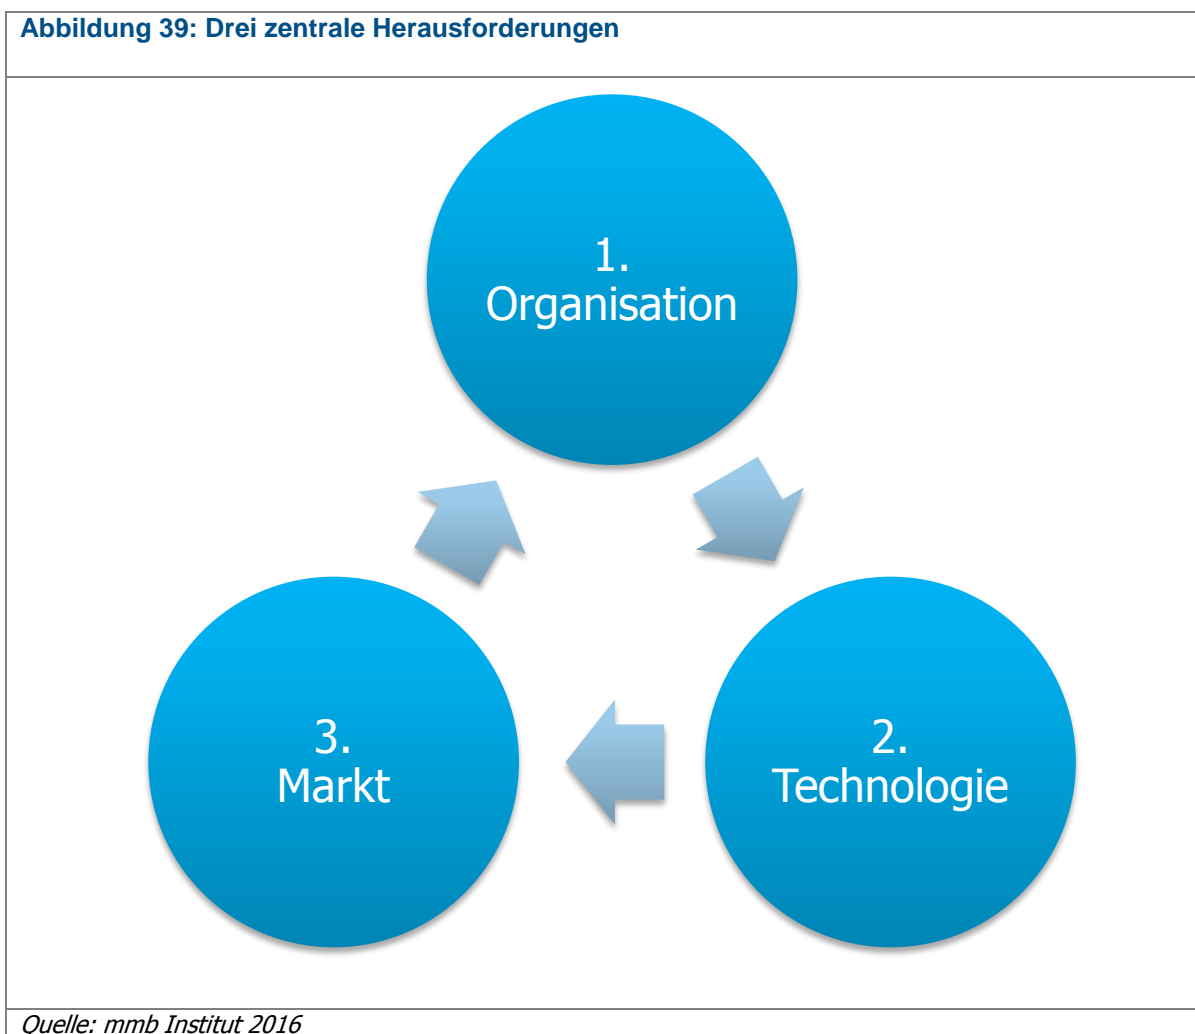 Abbildung 39: Drei zentrale Herausforderungen
1.
Organisation
2.
Technologie
3.
Markt
Quelle: mmb Institut 2016